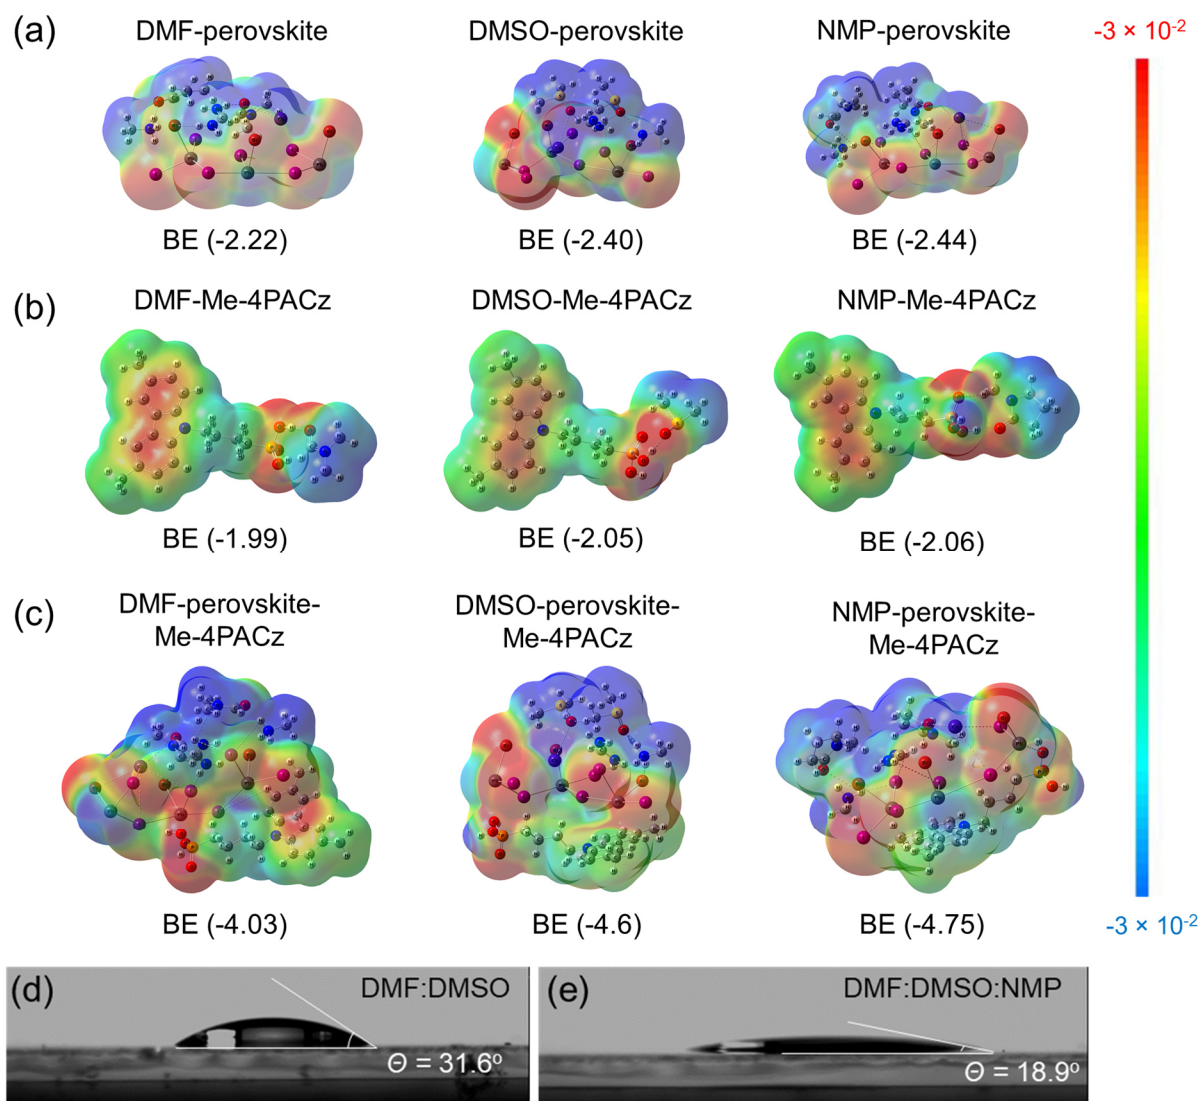 (a)
DMF-perovskite
DMSO-perovskite
NMP-perovskite
-3 × 10⁻²
BE (-2.22)
BE (-2.40)
BE (-2.44)
(b)
DMF-Me-4PACz
DMSO-Me-4PACz
NMP-Me-4PACz
BE (-1.99)
BE (-2.05)
BE (-2.06)
(c)
DMF-perovskite-
Me-4PACz
DMSO-perovskite-
Me-4PACz
NMP-perovskite-
Me-4PACz
BE (-4.03)
BE (-4.6)
BE (-4.75)
-3 × 10⁻²
(d)
DMF:DMSO
Θ = 31.6º
(e)
DMF:DMSO:NMP
Θ = 18.9º